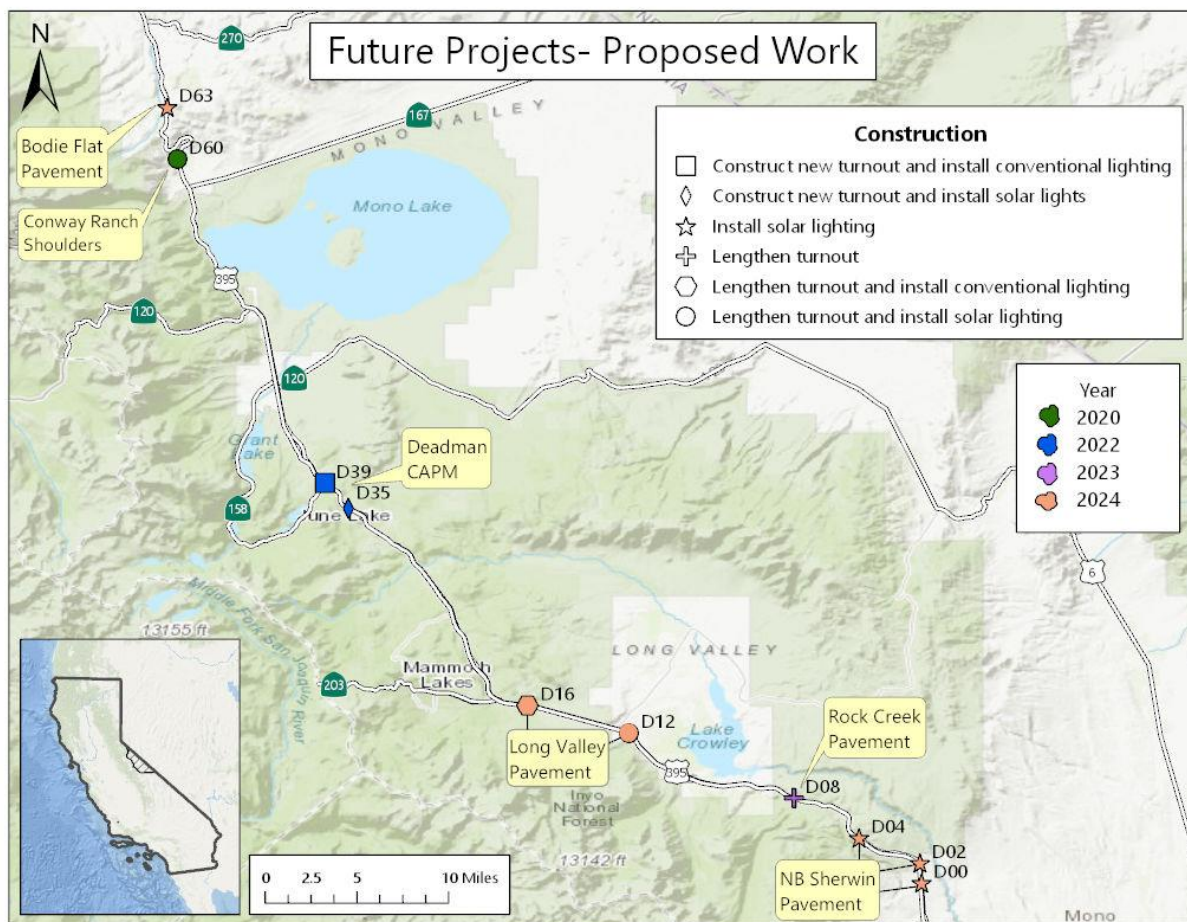 N
Future Projects- Proposed Work
270
D63
167
MONO VALLEY
Bodie Flat
Pavement
D60
Conway Ranch
Shoulders
Mono Lake
395
120
120
Construction
Construct new turnout and install conventional lighting
Construct new turnout and install solar lights
Install solar lighting
Lengthen turnout
Lengthen turnout and install conventional lighting
Lengthen turnout and install solar lighting
Year
2020
2022
2023
2024
Grant
Lake
Deadman
CAPM
D39
D35
June Lake
158
6
Middle Fork San Joaquin River
13155 ft
LONG VALLEY
Mammoth
Lakes
203
D16
D12
Long Valley
Pavement
Lake
Crowley
Rock Creek
Pavement
395
D08
Inyo
National
Forest
13142 ft
D04
D02
D00
NB Sherwin
Pavement
Mono
0 2.5 5 10 Miles